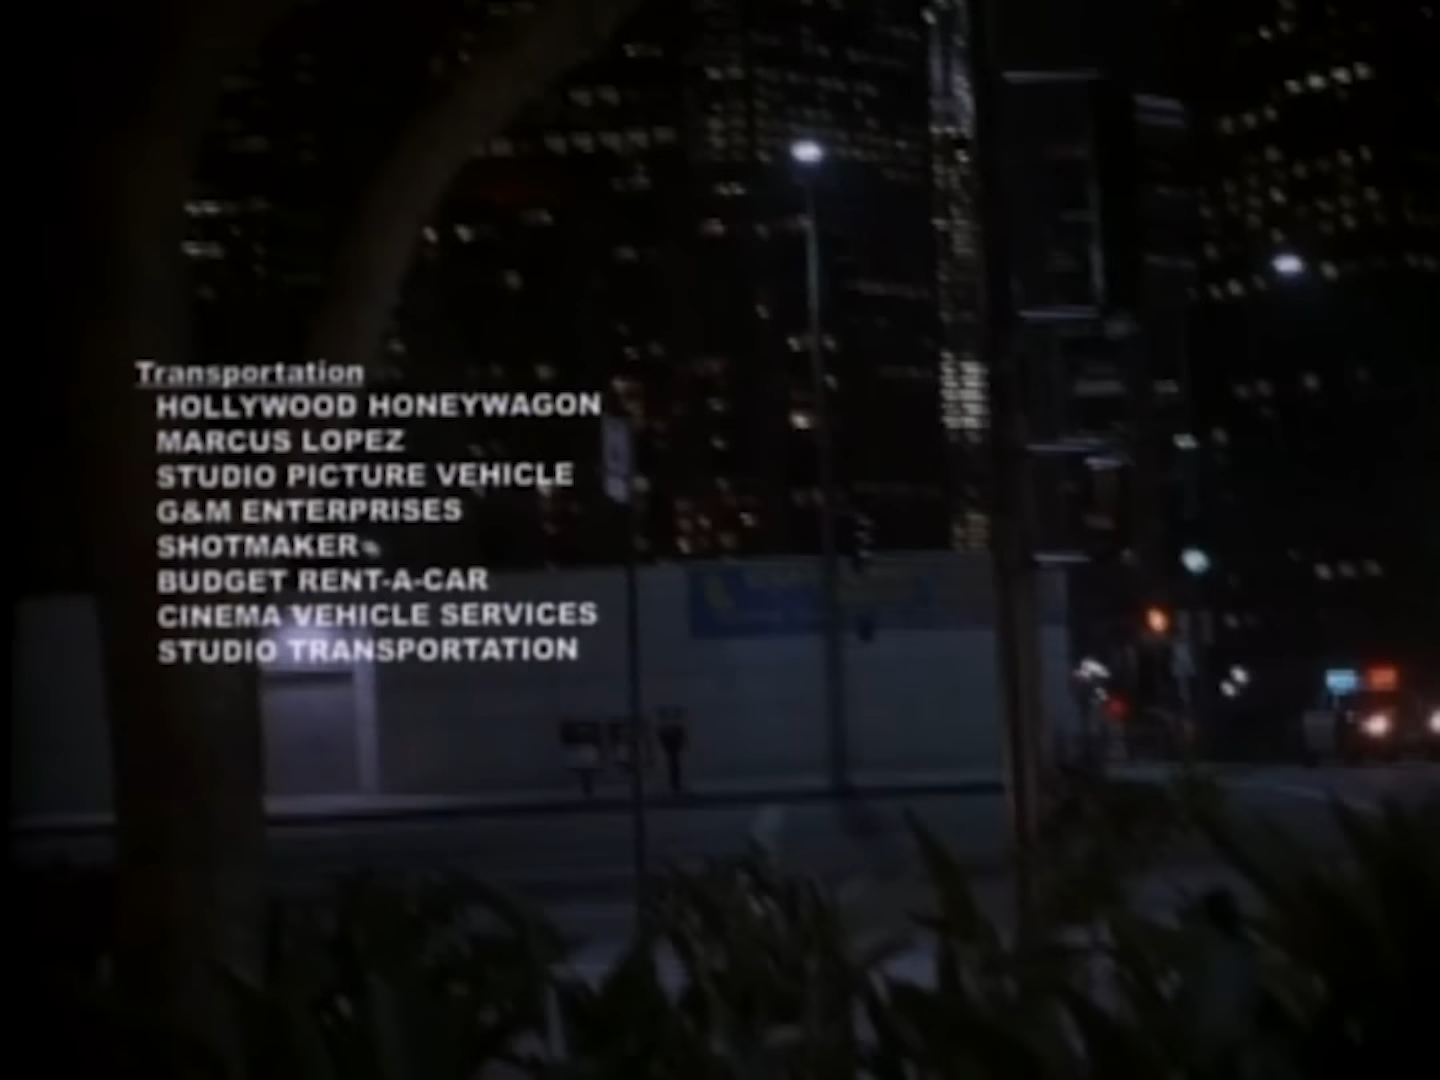 Transportation
HOLLYWOOD HONEYWAGON
MARCUS LOPEZ
STUDIO PICTURE VEHICLE
G&M ENTERPRISES
SHOTMAKER
BUDGET RENT-A-CAR
CINEMA VEHICLE SERVICES
STUDIO TRANSPORTATION